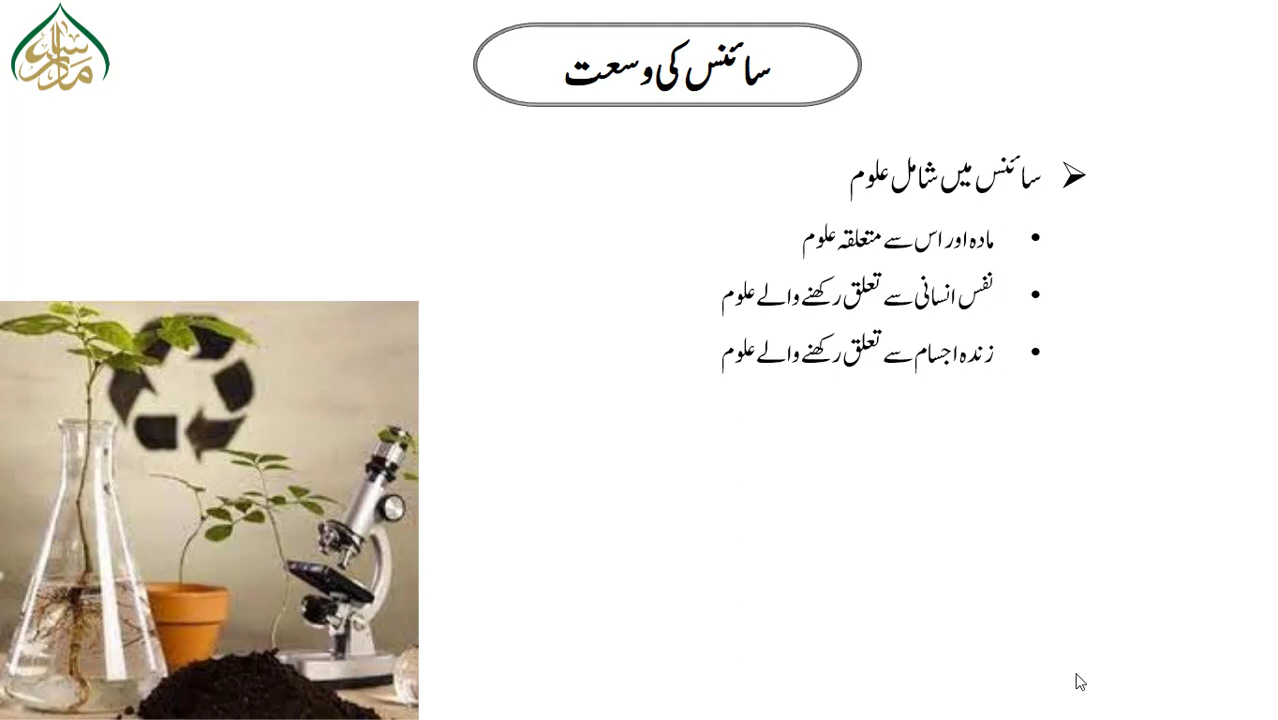 سائنس کی وسعت
سائنس میں شامل علوم
مادہ اور اس سے متعلقہ علوم
نفس انسانی سے تعلق رکھنے والے علوم
زندہ اجسام سے تعلق رکھنے والے علوم